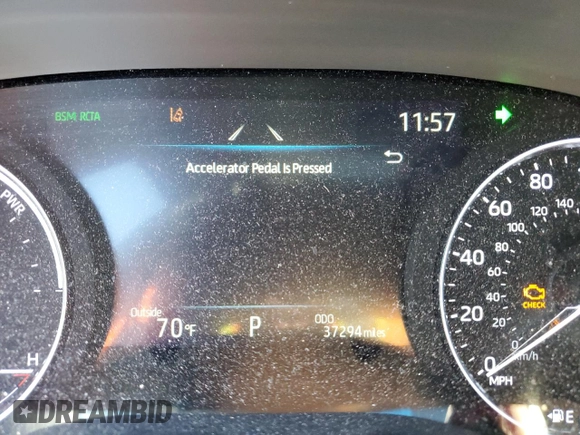 BSM RCTA
11:57
Accelerator Pedal Is Pressed
PWR
80
60
40
20
0
MPH
140
120
100
80
60
40
20
0
km/h
CHECK
Outside
70°F
P
ODO
37294 miles
H
E
DREAMBID